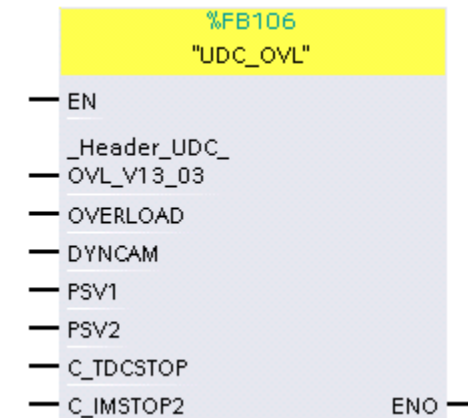 %FB106
"UDC_OVL"
EN
_Header_UDC_
OVL_V13_03
OVERLOAD
DYNCAM
PSV1
PSV2
C_TDCSTOP
C_IMSTOP2 ENO